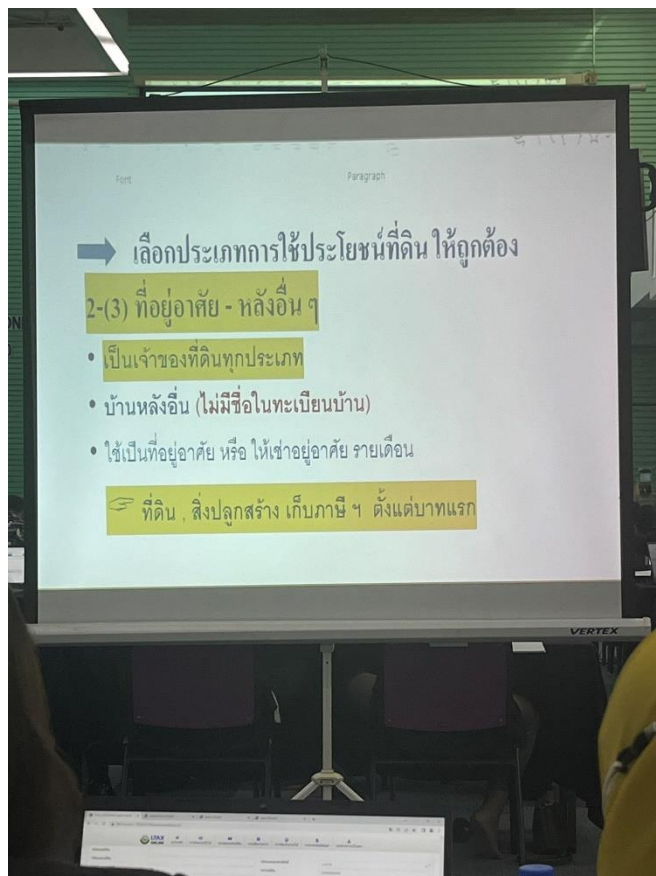 Font
Paragraph
เลือกประเภทการใช้ประโยชน์ที่ดิน ให้ถูกต้อง
2-(3) ที่อยู่อาศัย - หลังอื่น ๆ
• เป็นเจ้าของที่ดินทุกประเภท
• บ้านหลังอื่น (ไม่มีชื่อในทะเบียนบ้าน)
• ใช้เป็นที่อยู่อาศัย หรือ ให้เช่าอยู่อาศัย รายเดือน
ที่ดิน , สิ่งปลูกสร้าง เก็บภาษี ฯ ตั้งแต่บาทแรก
VERTEX
LTAX
ONLINE